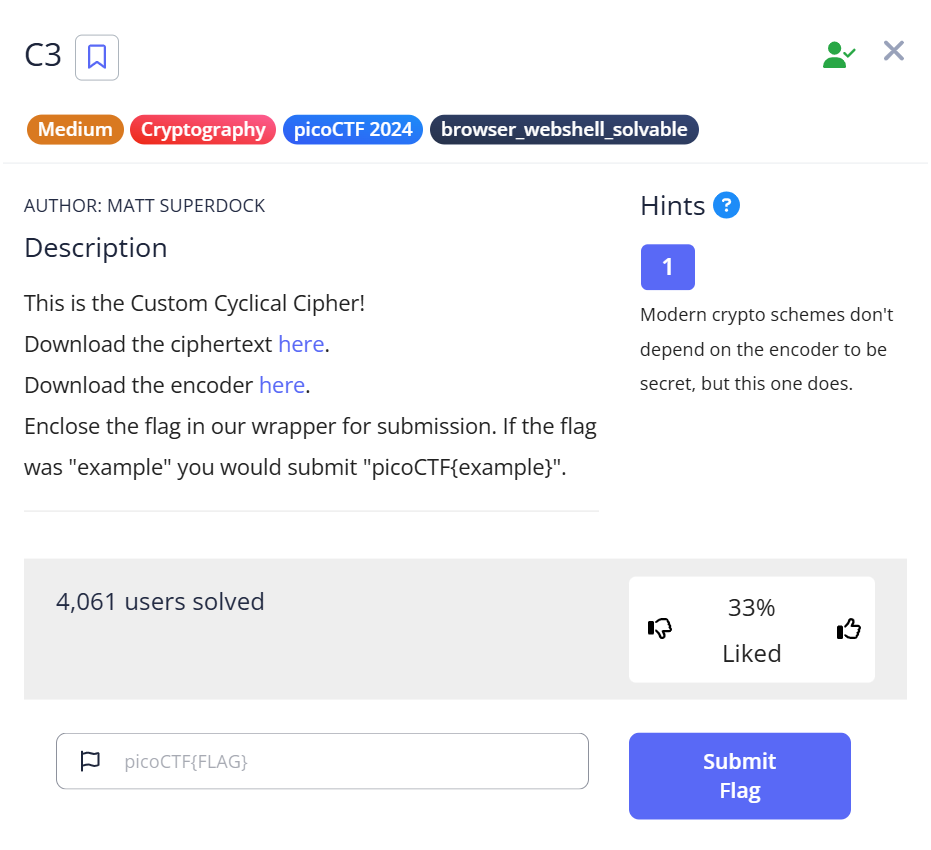 C3
Medium Cryptography picoCTF 2024 browser_webshell_solvable
AUTHOR: MATT SUPERDOCK
Description
This is the Custom Cyclical Cipher!
Download the ciphertext here.
Download the encoder here.
Enclose the flag in our wrapper for submission. If the flag
was "example" you would submit "picoCTF{example}".
Hints ?
1
Modern crypto schemes don't
depend on the encoder to be
secret, but this one does.
4,061 users solved
33%
Liked
picoCTF{FLAG}
Submit
Flag